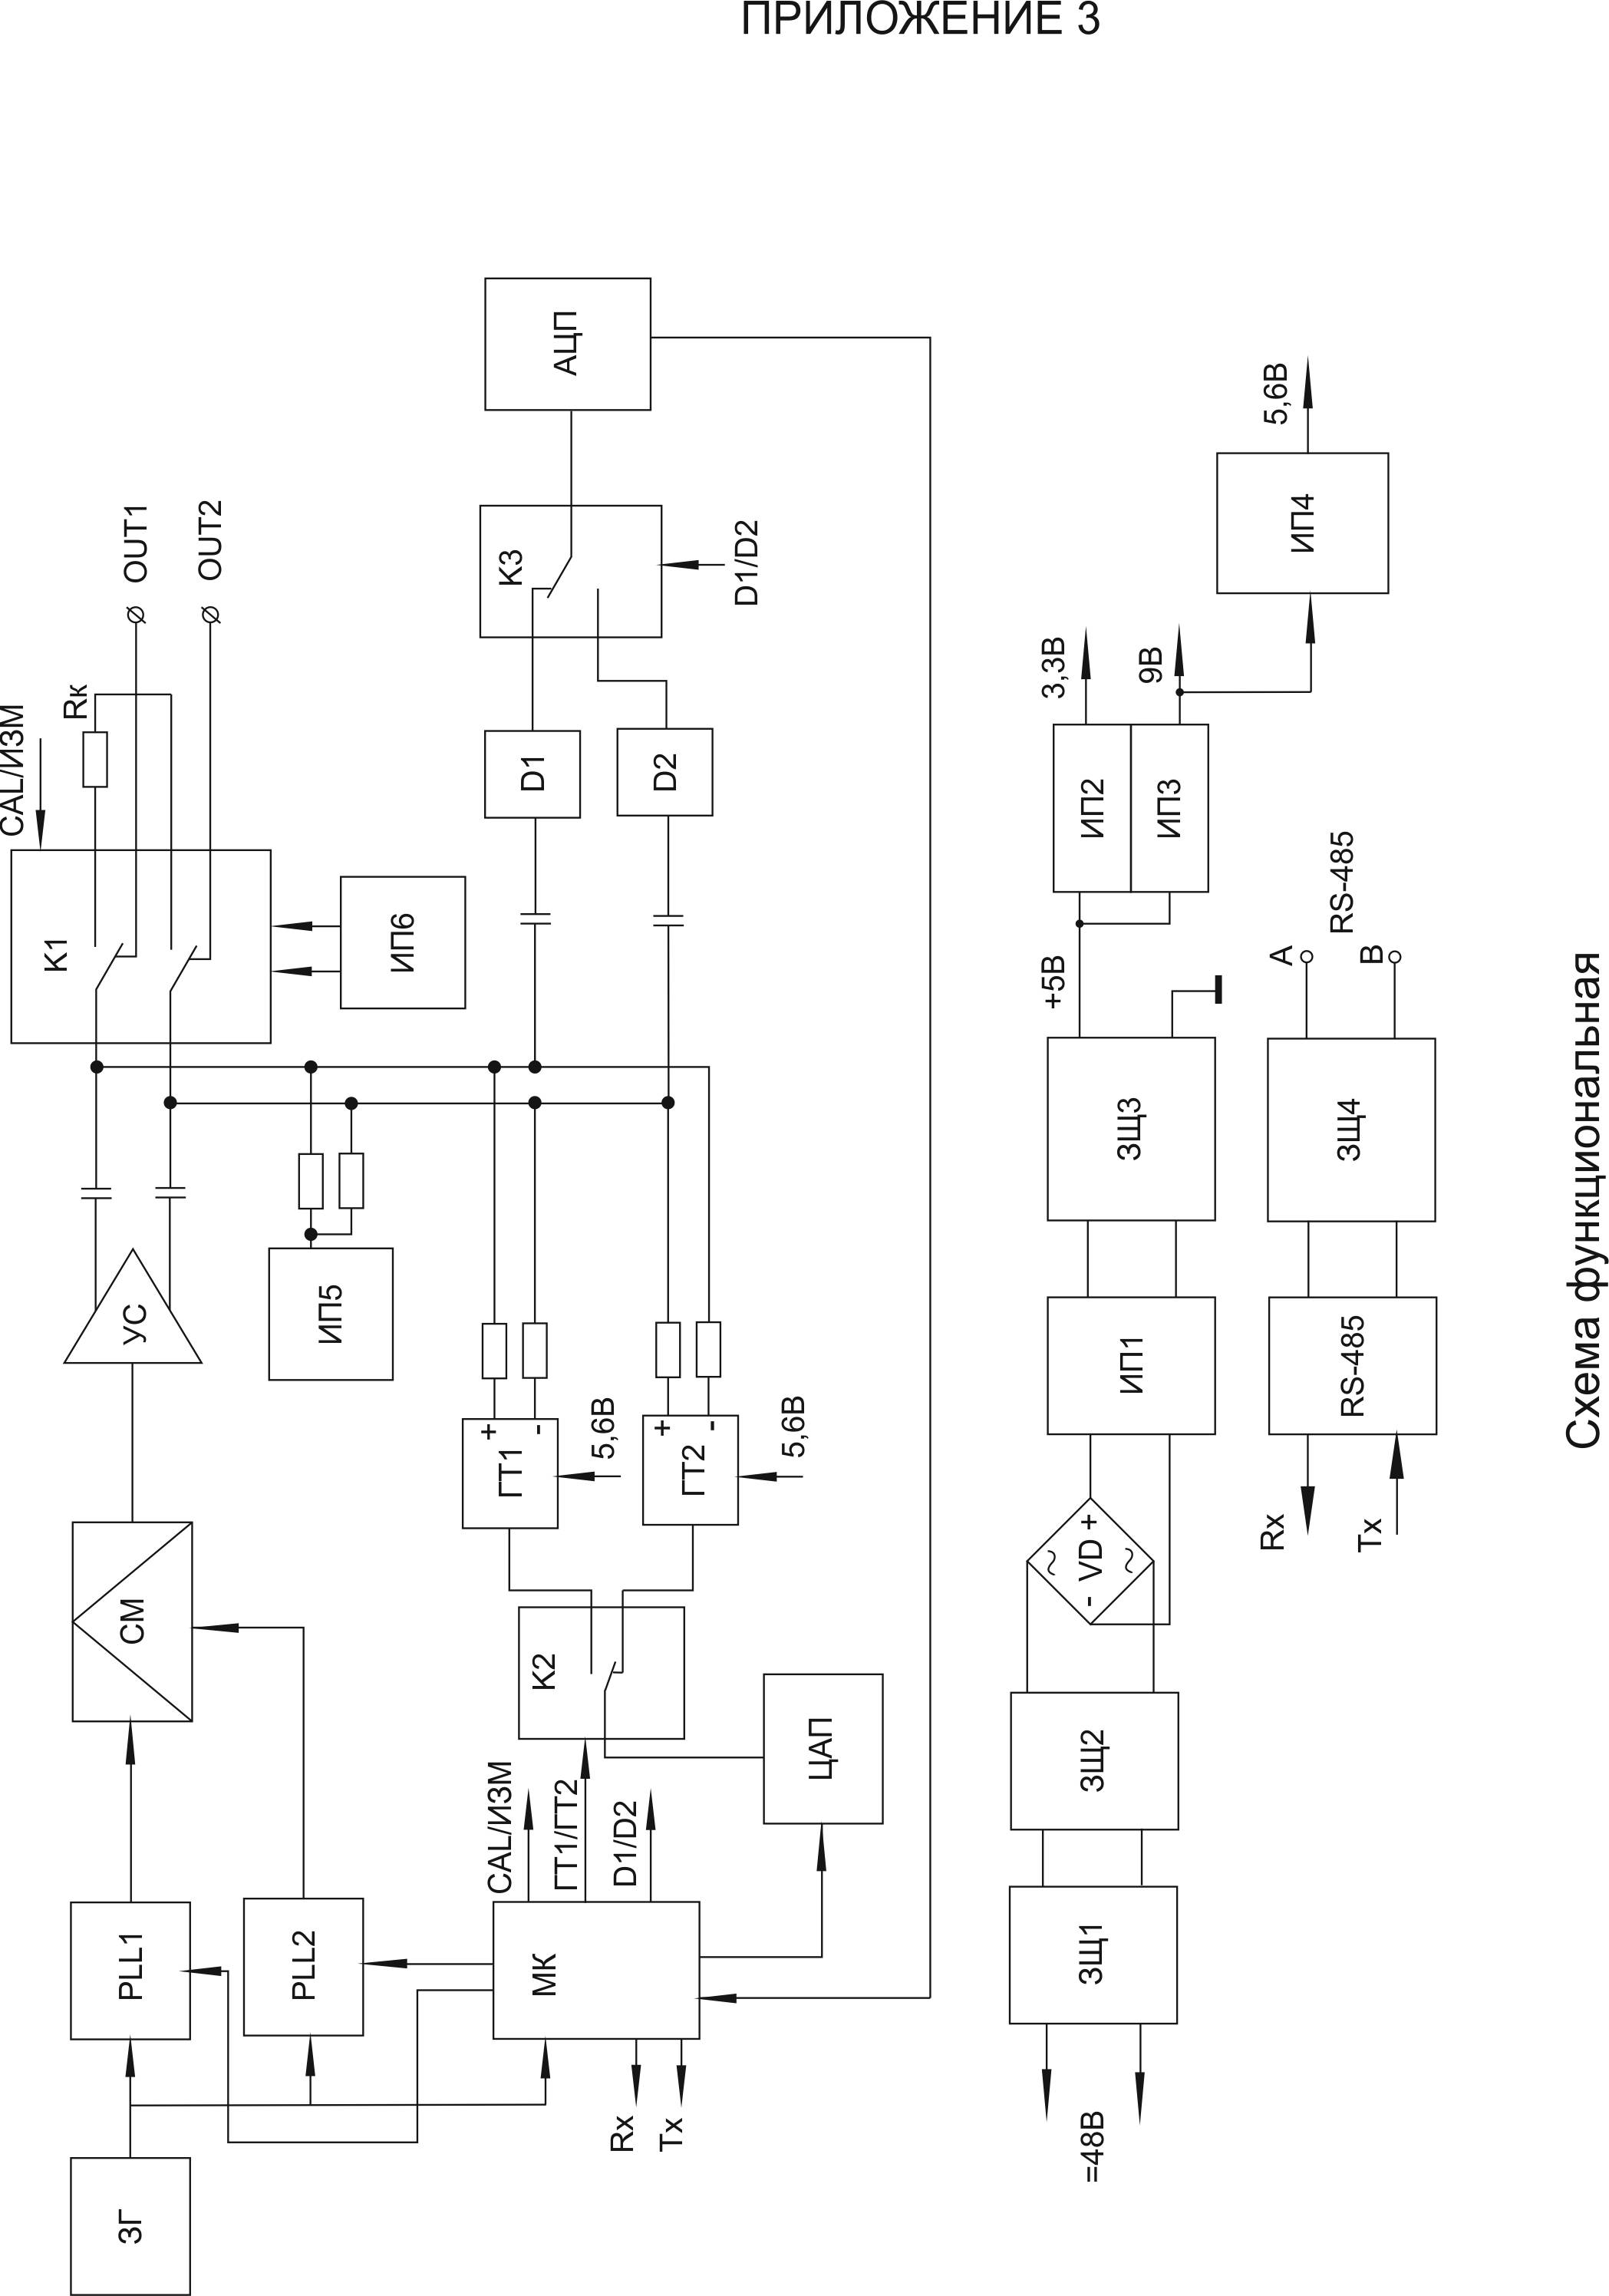 ПРИЛОЖЕНИЕ 3
ЗГ
PLL1
PLL2
СМ
УС
CAL/ИЗМ
K1
Rк
OUT1
OUT2
ИП6
ИП5
МК
Rx
Tx
CAL/ИЗМ
ГТ1/ГТ2
D1/D2
ЦАП
K2
ГТ1
+
-
5,6В
ГТ2
+
-
5,6В
D1
D2
K3
D1/D2
АЦП
=48В
ЗЩ1
ЗЩ2
~
- VD +
~
ИП1
ЗЩ3
+5В
ИП2
ИП3
3,3В
9В
ИП4
5,6В
Rx
Tx
RS-485
ЗЩ4
A
B
RS-485
Схема функциональная